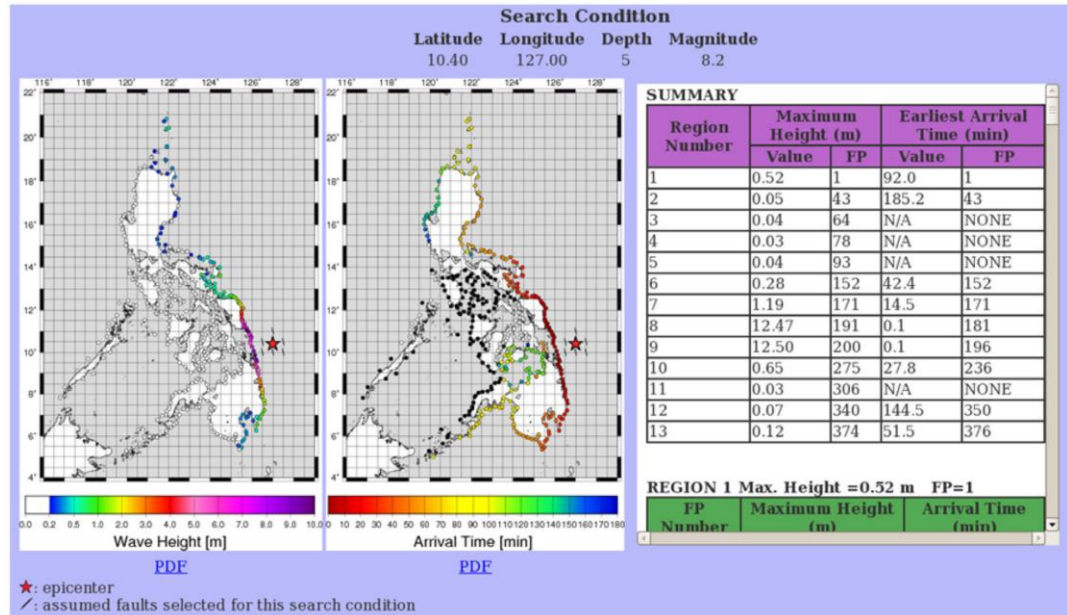 Search Condition
Latitude Longitude Depth Magnitude
10.40 127.00 5 8.2
116° 118° 120° 122° 124° 126° 128°
22°
20°
18°
16°
14°
12°
10°
8°
6°
4°
0.0 0.2 0.5 1.0 2.0 3.0 4.0 5.0 6.0 7.0 8.0 9.0 10.0
Wave Height [m]
PDF
116° 118° 120° 122° 124° 126° 128°
22°
20°
18°
16°
14°
12°
10°
8°
6°
4°
0 10 20 30 40 50 60 70 80 90 100 110 120 130 140 150 160 170 180
Arrival Time [min]
PDF
★: epicenter
⁄: assumed faults selected for this search condition
SUMMARY
Region Number Maximum Height (m) Earliest Arrival Time (min)
Value FP Value FP
1 0.52 1 92.0 1
2 0.05 43 185.2 43
3 0.04 64 N/A NONE
4 0.03 78 N/A NONE
5 0.04 93 N/A NONE
6 0.28 152 42.4 152
7 1.19 171 14.5 171
8 12.47 191 0.1 181
9 12.50 200 0.1 196
10 0.65 275 27.8 236
11 0.03 306 N/A NONE
12 0.07 340 144.5 350
13 0.12 374 51.5 376
REGION 1 Max. Height =0.52 m FP=1
FP Number Maximum Height (m) Arrival Time (min)